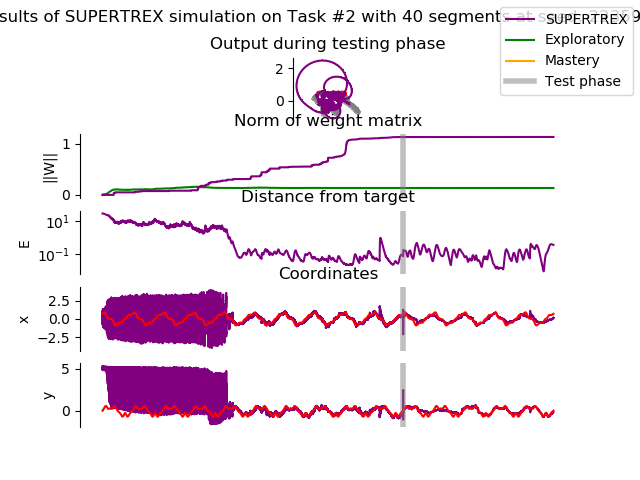 sults of SUPERTREX simulation on Task #2 with 40 segments
SUPERTREX
Exploratory
Mastery
Test phase
Output during testing phase
2
0
Norm of weight matrix
1
0
||W||
Distance from target
10¹
10⁻¹
E
Coordinates
2.5
0.0
−2.5
x
5
0
y